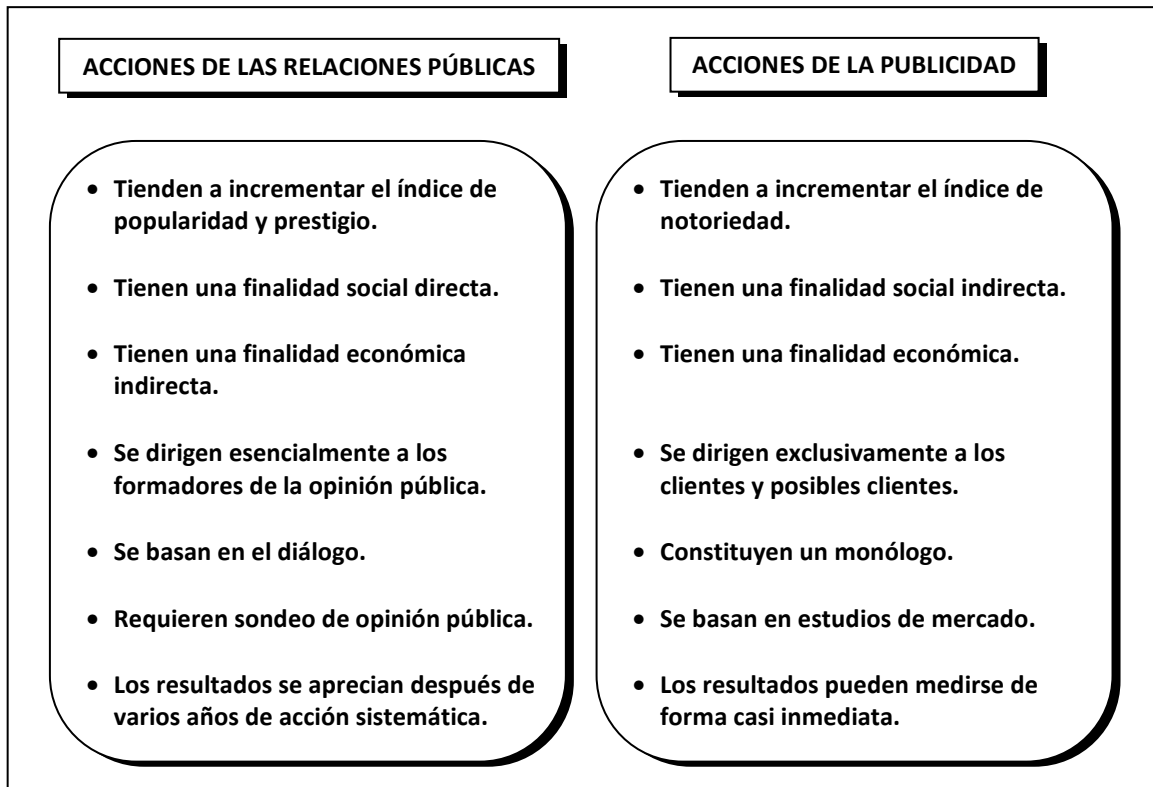 ACCIONES DE LAS RELACIONES PÚBLICAS
• Tienden a incrementar el índice de
popularidad y prestigio.
• Tienen una finalidad social directa.
• Tienen una finalidad económica
indirecta.
• Se dirigen esencialmente a los
formadores de la opinión pública.
• Se basan en el diálogo.
• Requieren sondeo de opinión pública.
• Los resultados se aprecian después de
varios años de acción sistemática.
ACCIONES DE LA PUBLICIDAD
• Tienden a incrementar el índice de
notoriedad.
• Tienen una finalidad social indirecta.
• Tienen una finalidad económica.
• Se dirigen exclusivamente a los
clientes y posibles clientes.
• Constituyen un monólogo.
• Se basan en estudios de mercado.
• Los resultados pueden medirse de
forma casi inmediata.